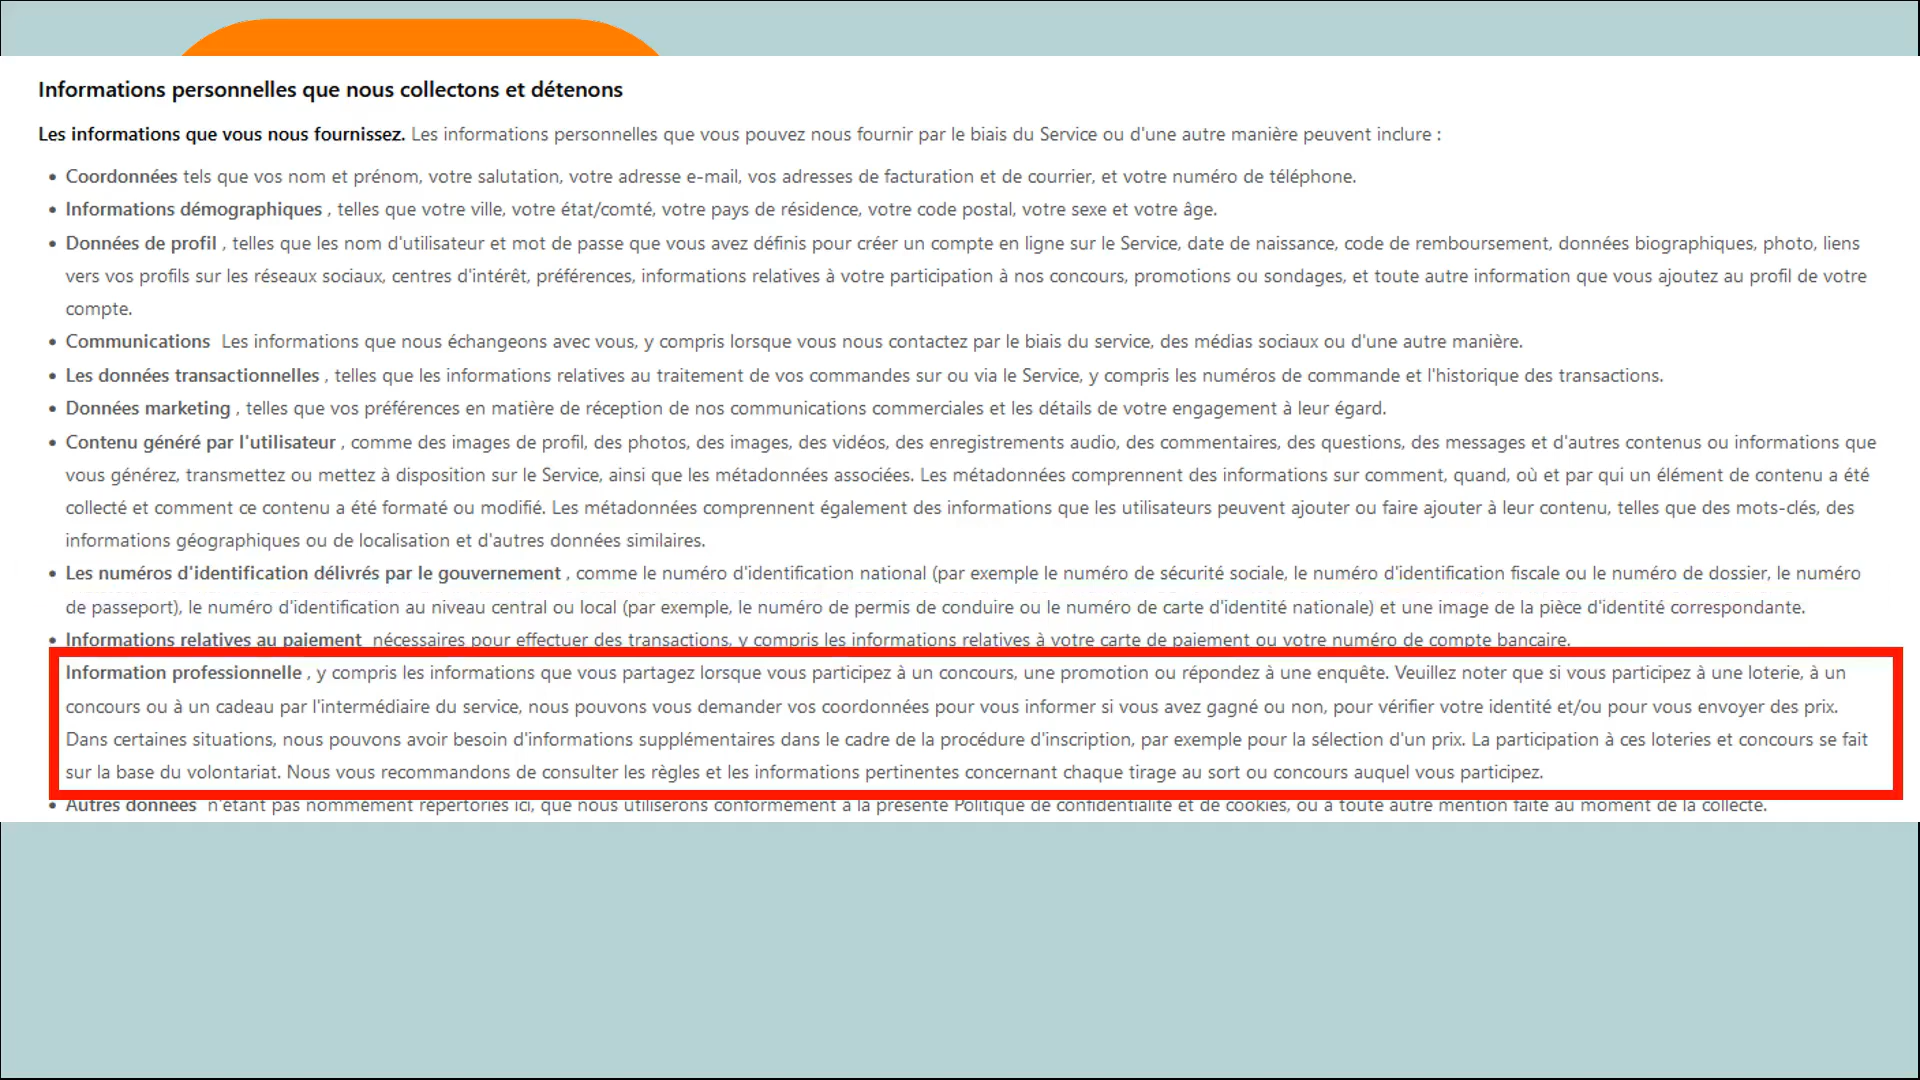 Informations personnelles que nous collectons et détenons
Les informations que vous nous fournissez. Les informations personnelles que vous pouvez nous fournir par le biais du Service ou d'une autre manière peuvent inclure :
• Coordonnées tels que vos nom et prénom, votre salutation, votre adresse e-mail, vos adresses de facturation et de courrier, et votre numéro de téléphone.
• Informations démographiques , telles que votre ville, votre état/comté, votre pays de résidence, votre code postal, votre sexe et votre âge.
• Données de profil , telles que les nom d'utilisateur et mot de passe que vous avez définis pour créer un compte en ligne sur le Service, date de naissance, code de remboursement, données biographiques, photo, liens
vers vos profils sur les réseaux sociaux, centres d'intérêt, préférences, informations relatives à votre participation à nos concours, promotions ou sondages, et toute autre information que vous ajoutez au profil de votre
compte.
• Communications Les informations que nous échangeons avec vous, y compris lorsque vous nous contactez par le biais du service, des médias sociaux ou d'une autre manière.
• Les données transactionnelles , telles que les informations relatives au traitement de vos commandes sur ou via le Service, y compris les numéros de commande et l'historique des transactions.
• Données marketing , telles que vos préférences en matière de réception de nos communications commerciales et les détails de votre engagement à leur égard.
• Contenu généré par l'utilisateur , comme des images de profil, des photos, des images, des vidéos, des enregistrements audio, des commentaires, des questions, des messages et d'autres contenus ou informations que
vous générez, transmettez ou mettez à disposition sur le Service, ainsi que les métadonnées associées. Les métadonnées comprennent des informations sur comment, quand, où et par qui un élément de contenu a été
collecté et comment ce contenu a été formaté ou modifié. Les métadonnées comprennent également des informations que les utilisateurs peuvent ajouter ou faire ajouter à leur contenu, telles que des mots-clés, des
informations géographiques ou de localisation et d'autres données similaires.
• Les numéros d'identification délivrés par le gouvernement , comme le numéro d'identification national (par exemple le numéro de sécurité sociale, le numéro d'identification fiscale ou le numéro de dossier, le numéro
de passeport), le numéro d'identification au niveau central ou local (par exemple, le numéro de permis de conduire ou le numéro de carte d'identité nationale) et une image de la pièce d'identité correspondante.
• Informations relatives au paiement nécessaires pour effectuer des transactions, y compris les informations relatives à votre carte de paiement ou votre numéro de compte bancaire.
Information professionnelle , y compris les informations que vous partagez lorsque vous participez à un concours, une promotion ou répondez à une enquête. Veuillez noter que si vous participez à une loterie, à un
concours ou à un cadeau par l'intermédiaire du service, nous pouvons vous demander vos coordonnées pour vous informer si vous avez gagné ou non, pour vérifier votre identité et/ou pour vous envoyer des prix.
Dans certaines situations, nous pouvons avoir besoin d'informations supplémentaires dans le cadre de la procédure d'inscription, par exemple pour la sélection d'un prix. La participation à ces loteries et concours se fait
sur la base du volontariat. Nous vous recommandons de consulter les règles et les informations pertinentes concernant chaque tirage au sort ou concours auquel vous participez.
• Autres données n'étant pas nommément répertoriés ici, que nous utiliserons conformément à la présente Politique de confidentialité et de cookies, ou à toute autre mention faite au moment de la collecte.